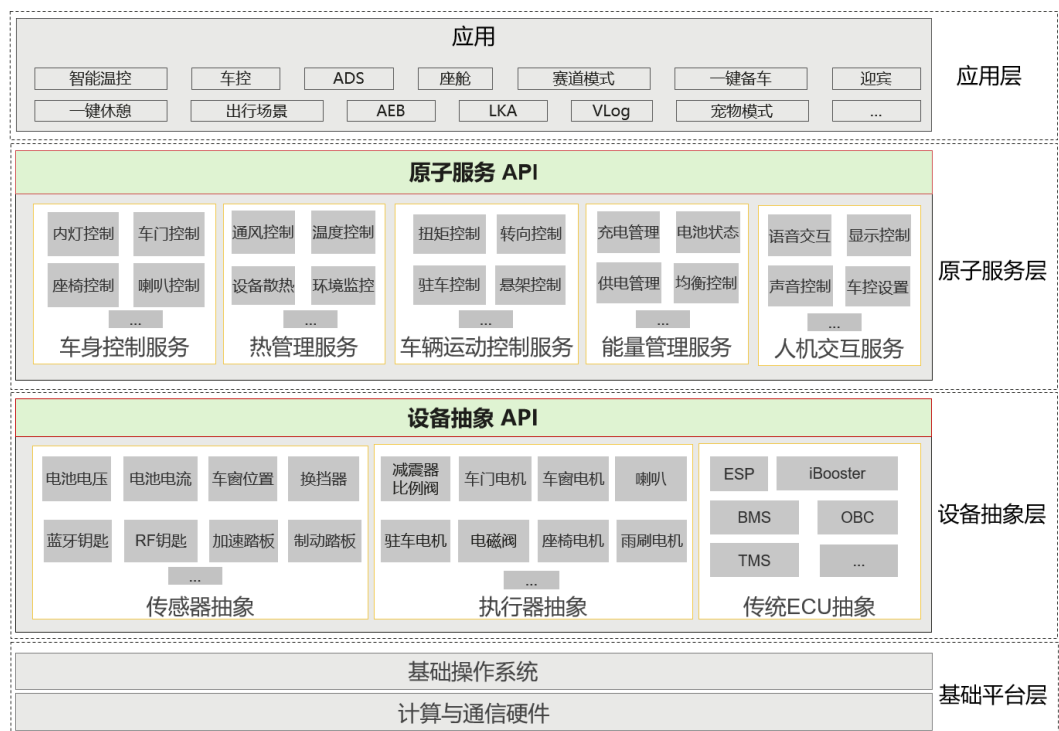 应用
应用层
智能温控 车控 ADS 座舱 赛道模式 一键备车 迎宾
一键休憩 出行场景 AEB LKA VLog 宠物模式 ...
原子服务 API
原子服务层
内灯控制 车门控制 通风控制 温度控制 扭矩控制 转向控制 充电管理 电池状态 语音交互 显示控制
座椅控制 喇叭控制 设备散热 环境监控 驻车控制 悬架控制 供电管理 均衡控制 声音控制 车控设置
... ... ... ... ...
车身控制服务 热管理服务 车辆运动控制服务 能量管理服务 人机交互服务
设备抽象 API
设备抽象层
电池电压 电池电流 车窗位置 换挡器
蓝牙钥匙 RF钥匙 加速踏板 制动踏板
...
传感器抽象
减震器
比例阀 车门电机 车窗电机 喇叭
驻车电机 电磁阀 座椅电机 雨刷电机
...
执行器抽象
ESP iBooster
BMS OBC
TMS ...
传统ECU抽象
基础操作系统
计算与通信硬件
基础平台层